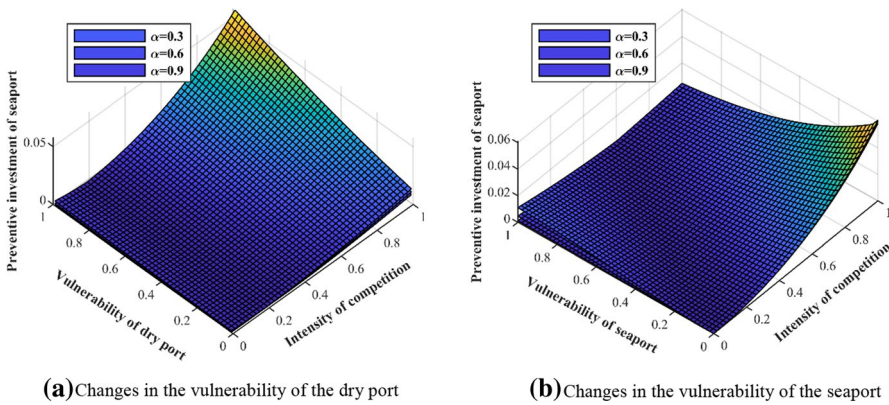 α=0.3
α=0.6
α=0.9
Preventive investment of seaport
0.05
0
1
0.8
0.6
0.4
0.2
0
Vulnerability of dry port
0
0.2
0.4
0.6
0.8
1
Intensity of competition
(a) Changes in the vulnerability of the dry port
α=0.3
α=0.6
α=0.9
Preventive investment of seaport
0.06
0.04
0.02
0
1
0.8
0.6
0.4
0.2
0
Vulnerability of seaport
0
0.2
0.4
0.6
0.8
1
Intensity of competition
(b) Changes in the vulnerability of the seaport